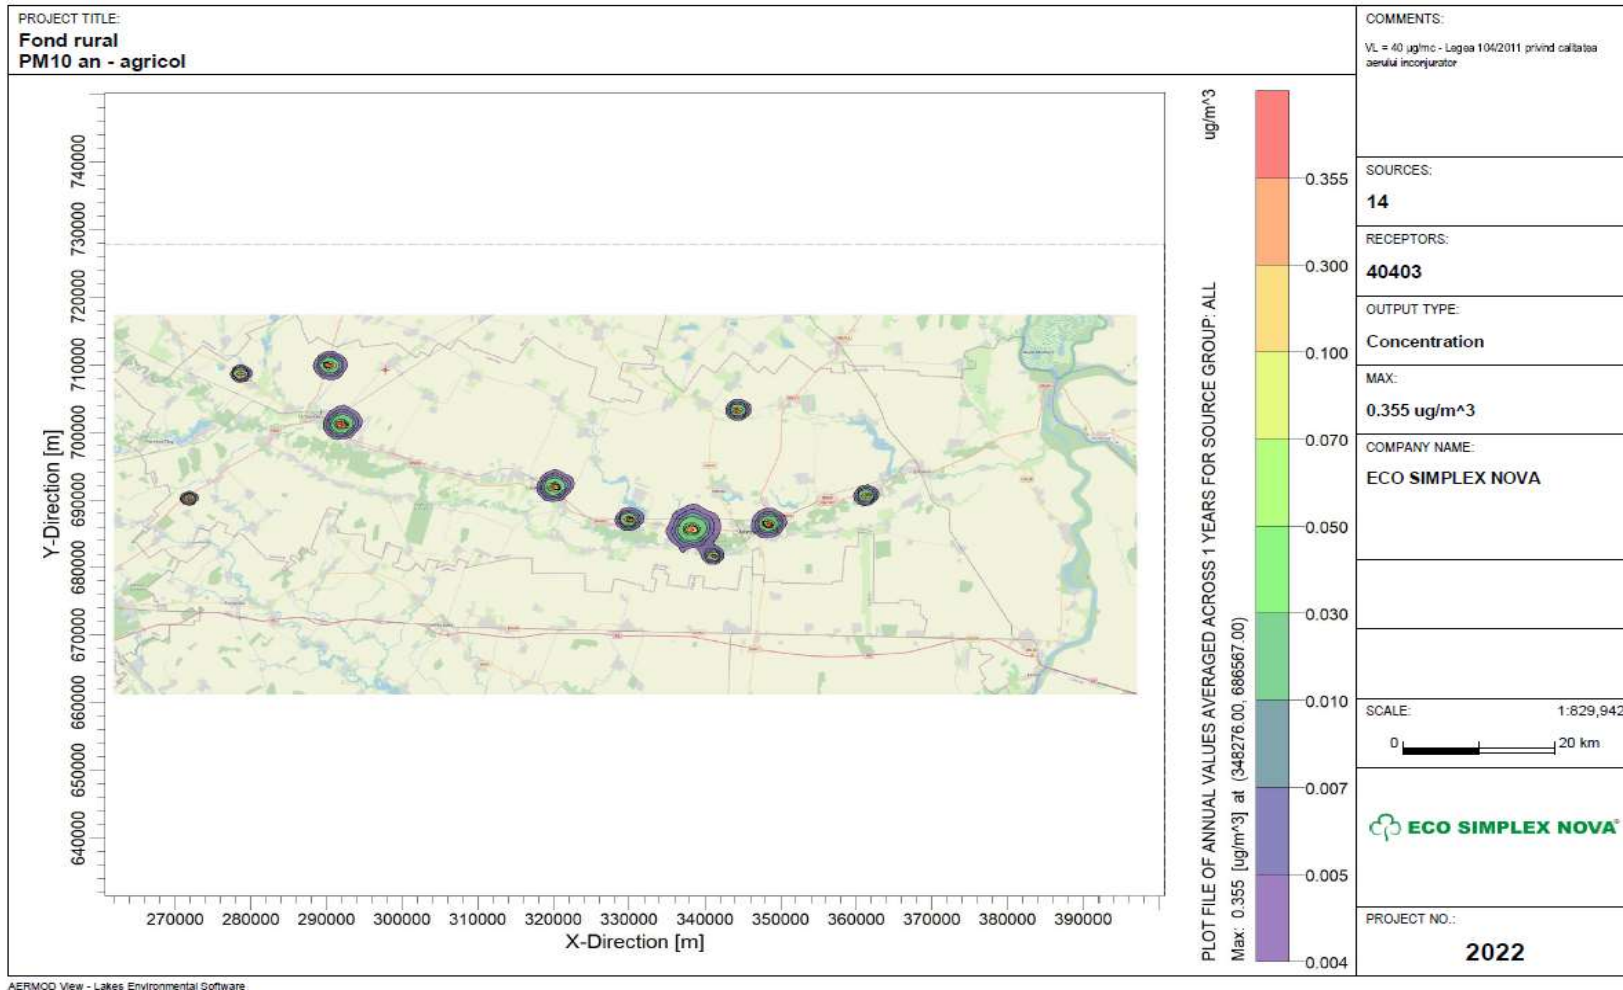 PROJECT TITLE:
Fond rural
PM10 an - agricol
COMMENTS:
VL = 40 µg/mc - Legea 104/2011 privind calitatea
aerului inconjurator
SOURCES:
14
RECEPTORS:
40403
OUTPUT TYPE:
Concentration
MAX:
0.355 ug/m^3
COMPANY NAME:
ECO SIMPLEX NOVA
SCALE:
1:829,942
0
20 km
ECO SIMPLEX NOVA
PROJECT NO.:
2022
Y-Direction [m]
740000
730000
720000
710000
700000
690000
680000
670000
660000
650000
640000
270000
280000
290000
300000
310000
320000
330000
340000
350000
360000
370000
380000
390000
X-Direction [m]
PLOT FILE OF ANNUAL VALUES AVERAGED ACROSS 1 YEARS FOR SOURCE GROUP: ALL
ug/m^3
Max: 0.355 [ug/m^3] at (348276.00, 686567.00)
0.355
0.300
0.100
0.070
0.050
0.030
0.010
0.007
0.005
0.004
AERMOD View - Lakes Environmental Software